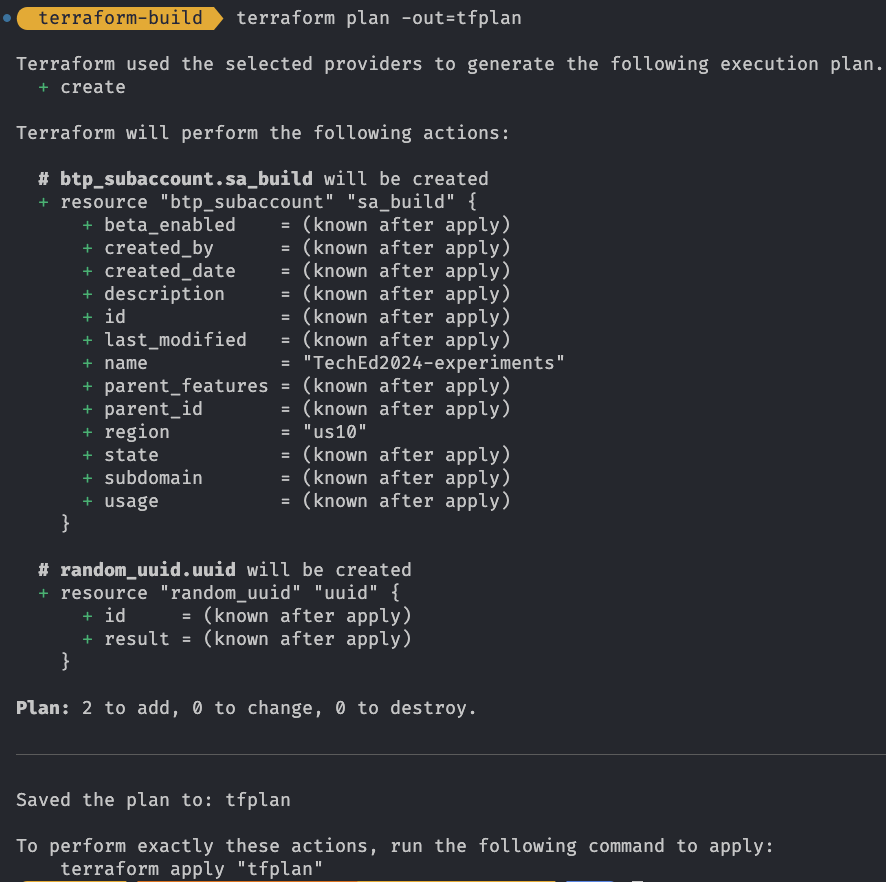 terraform-build terraform plan -out=tfplan
Terraform used the selected providers to generate the following execution plan.
+ create
Terraform will perform the following actions:
# btp_subaccount.sa_build will be created
+ resource "btp_subaccount" "sa_build" {
+ beta_enabled    = (known after apply)
+ created_by      = (known after apply)
+ created_date    = (known after apply)
+ description     = (known after apply)
+ id              = (known after apply)
+ last_modified   = (known after apply)
+ name            = "TechEd2024-experiments"
+ parent_features = (known after apply)
+ parent_id       = (known after apply)
+ region          = "us10"
+ state           = (known after apply)
+ subdomain       = (known after apply)
+ usage           = (known after apply)
}
# random_uuid.uuid will be created
+ resource "random_uuid" "uuid" {
+ id     = (known after apply)
+ result = (known after apply)
}
Plan: 2 to add, 0 to change, 0 to destroy.
Saved the plan to: tfplan
To perform exactly these actions, run the following command to apply:
terraform apply "tfplan"